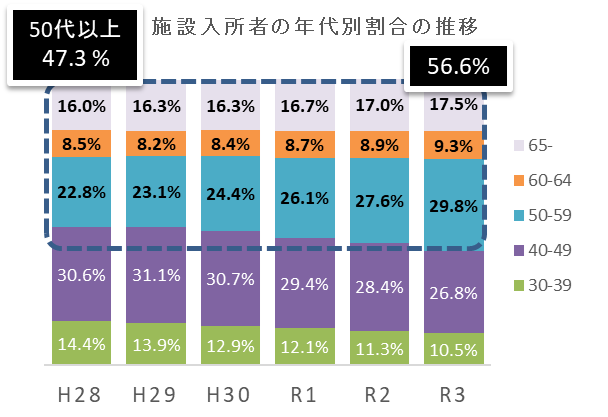 施設入所者の年代別割合の推移
50代以上
47.3 %
56.6%
16.0% 16.3% 16.3% 16.7% 17.0% 17.5%
8.5% 8.2% 8.4% 8.7% 8.9% 9.3%
22.8% 23.1% 24.4% 26.1% 27.6% 29.8%
30.6% 31.1% 30.7% 29.4% 28.4% 26.8%
14.4% 13.9% 12.9% 12.1% 11.3% 10.5%
H28 H29 H30 R1 R2 R3
65-
60-64
50-59
40-49
30-39